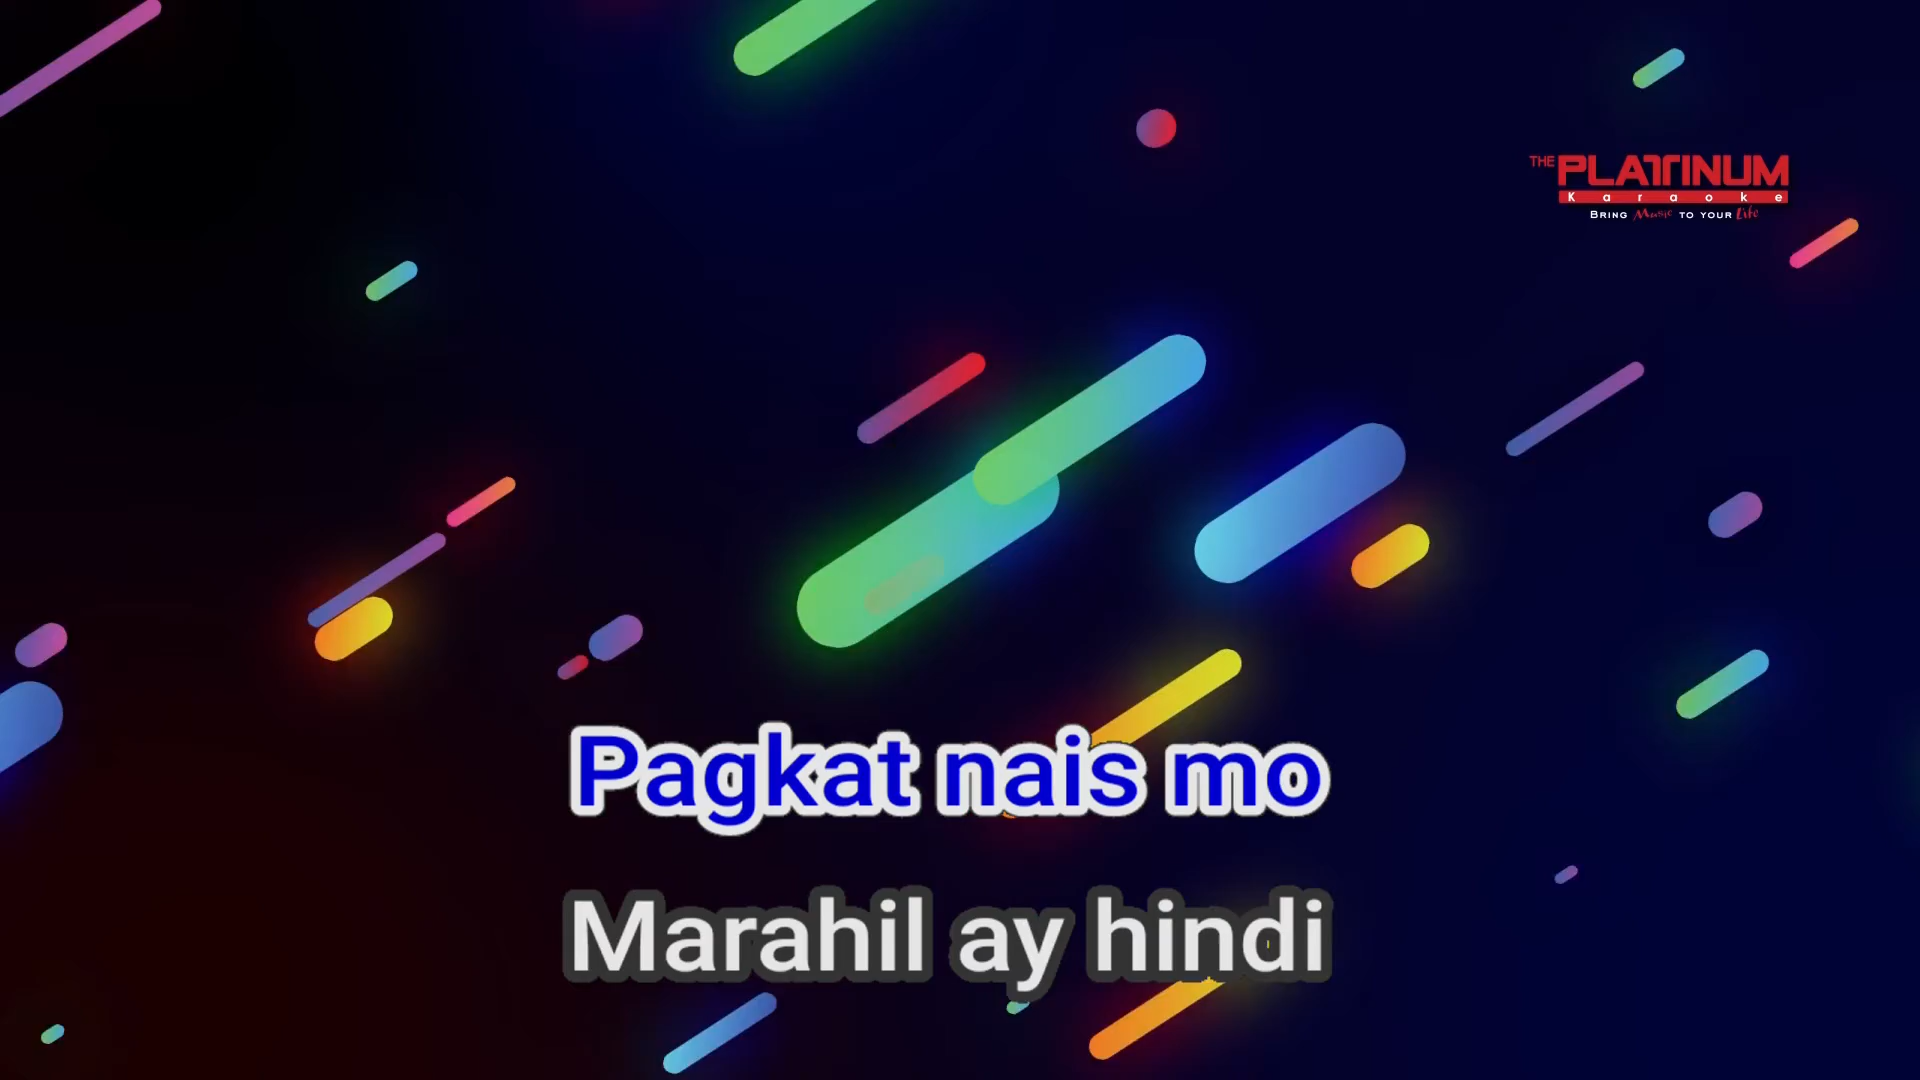 THE PLATINUM
Karaoke
BRING Music TO YOUR Life
Pagkat nais mo
Marahil ay hindi